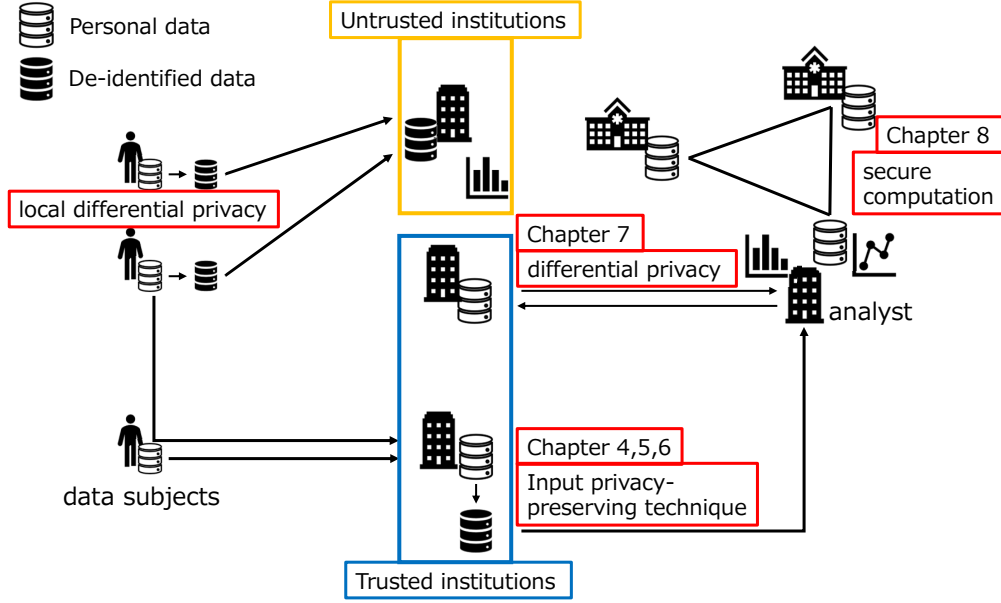 Personal data
De-identified data
Untrusted institutions
local differential privacy
Chapter 8
secure
computation
Chapter 7
differential privacy
analyst
data subjects
Chapter 4,5,6
Input privacy-
preserving technique
Trusted institutions